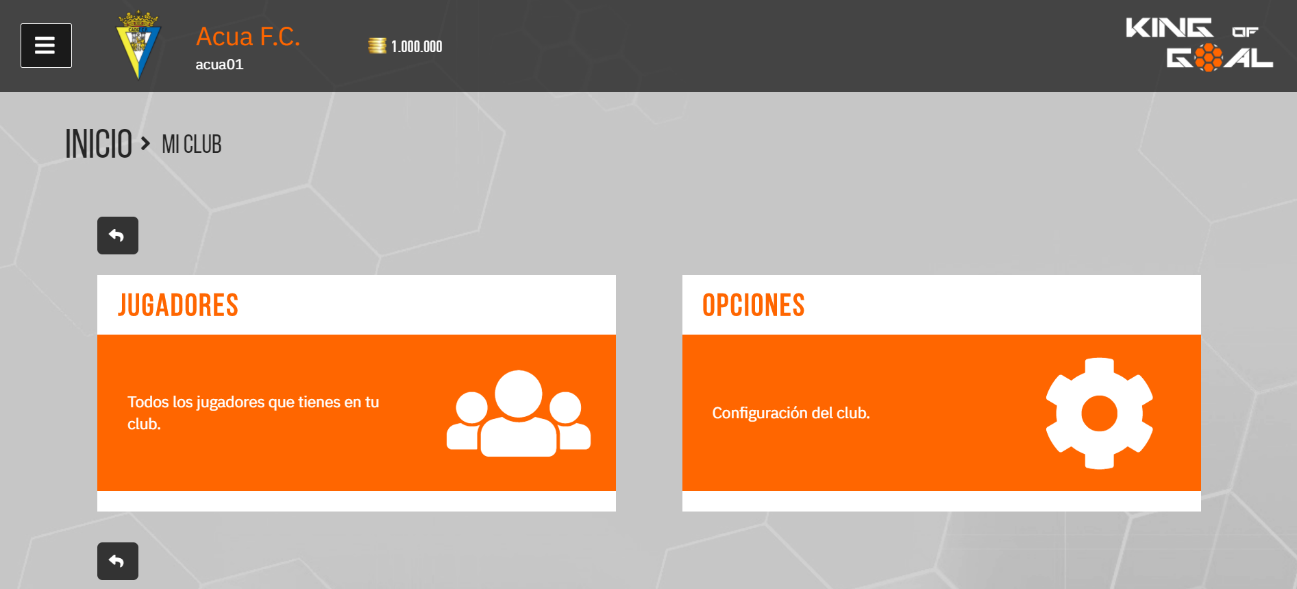 Acua F.C.
acua01
1.000.000
KING OF
GOAL
INICIO > MI CLUB
JUGADORES
Todos los jugadores que tienes en tu
club.
OPCIONES
Configuración del club.